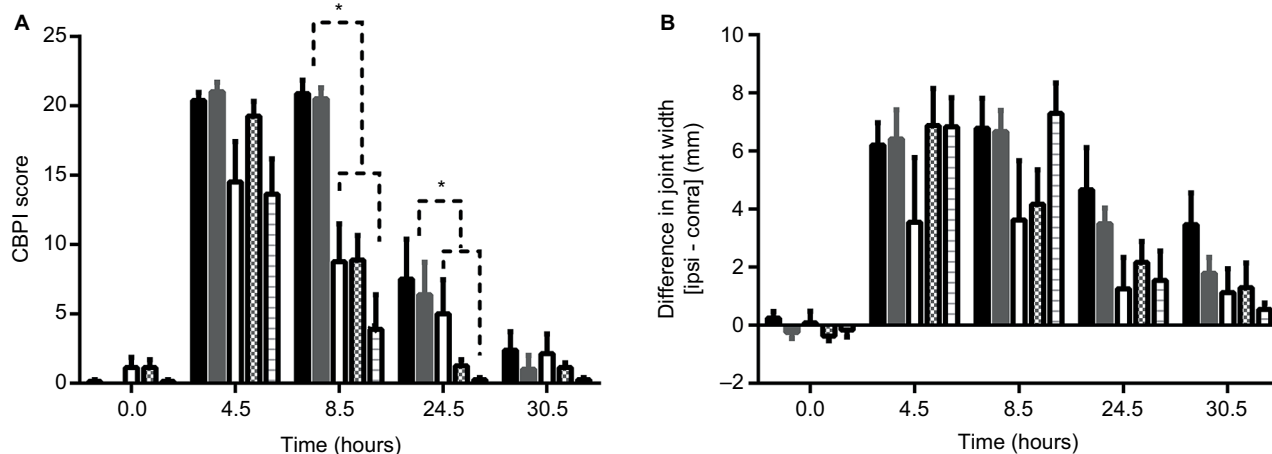 A
*
25
20
15
10
5
0
CBPI score
*
0.0 4.5 8.5 24.5 30.5
Time (hours)
B
10
8
6
4
2
0
–2
Difference in joint width
[ipsi - conra] (mm)
0.0 4.5 8.5 24.5 30.5
Time (hours)